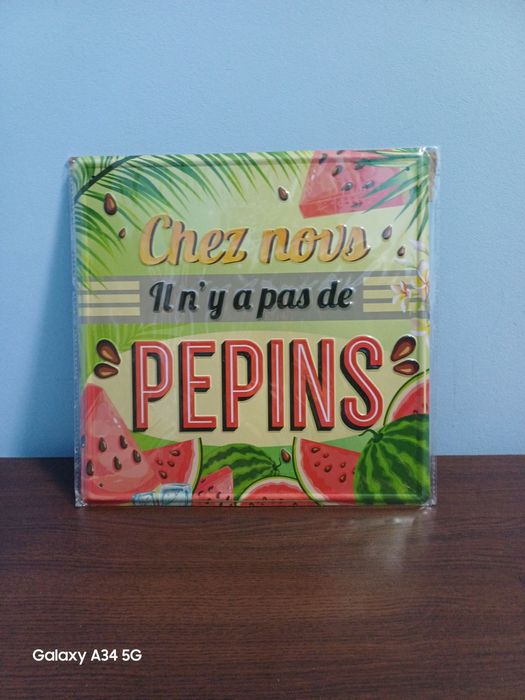 Chez nous
Il n'y a pas de
PEPINS
Galaxy A34 5G